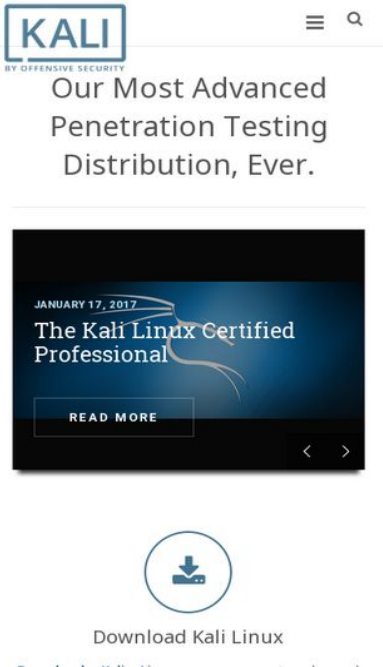 KALI
BY OFFENSIVE SECURITY
Our Most Advanced
Penetration Testing
Distribution, Ever.
JANUARY 17, 2017
The Kali Linux Certified
Professional
READ MORE
Download Kali Linux